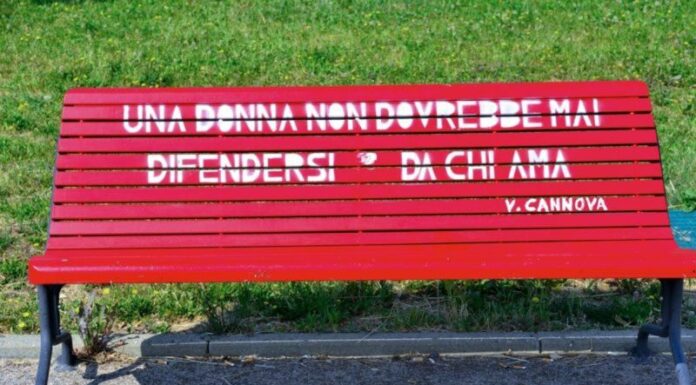 UNA DONNA NON DOVREBBE MAI
DIFENDERSI DA CHI AMA
V. CANNOVA